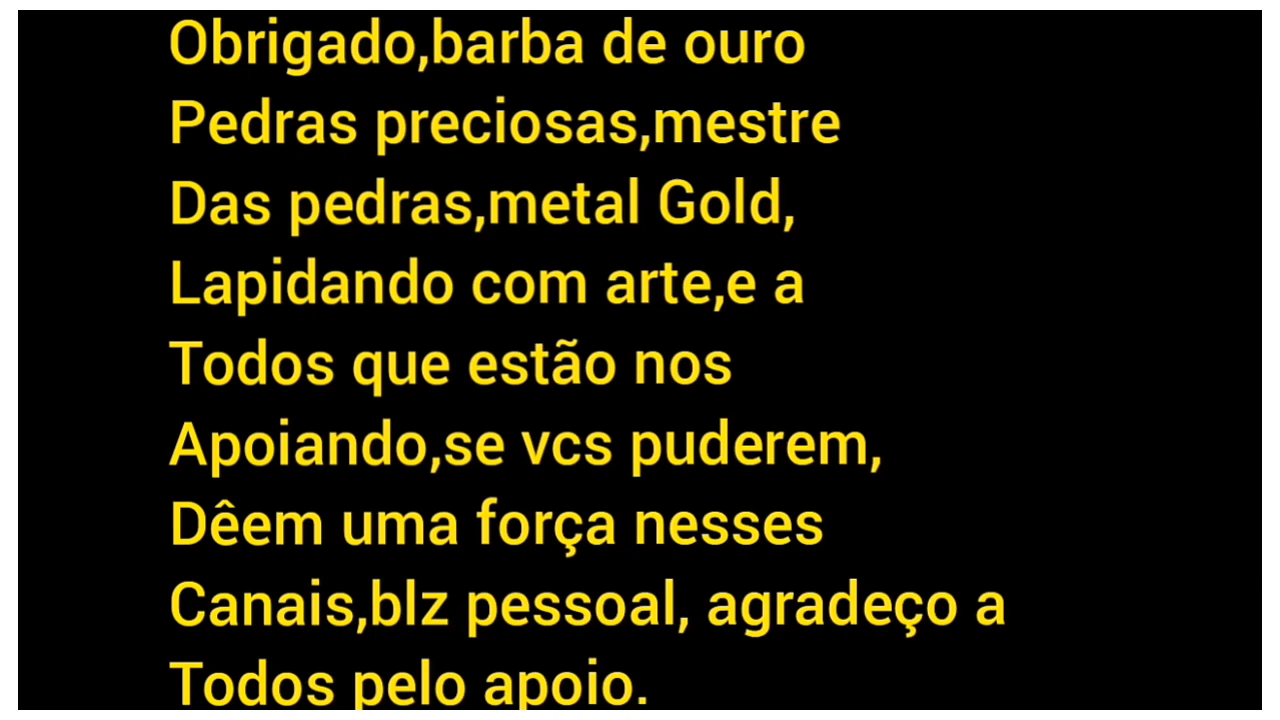 Obrigado,barba de ouro
Pedras preciosas,mestre
Das pedras,metal Gold,
Lapidando com arte,e a
Todos que estão nos
Apoiando,se vcs puderem,
Dêem uma força nesses
Canais,blz pessoal, agradeço a
Todos pelo apoio.